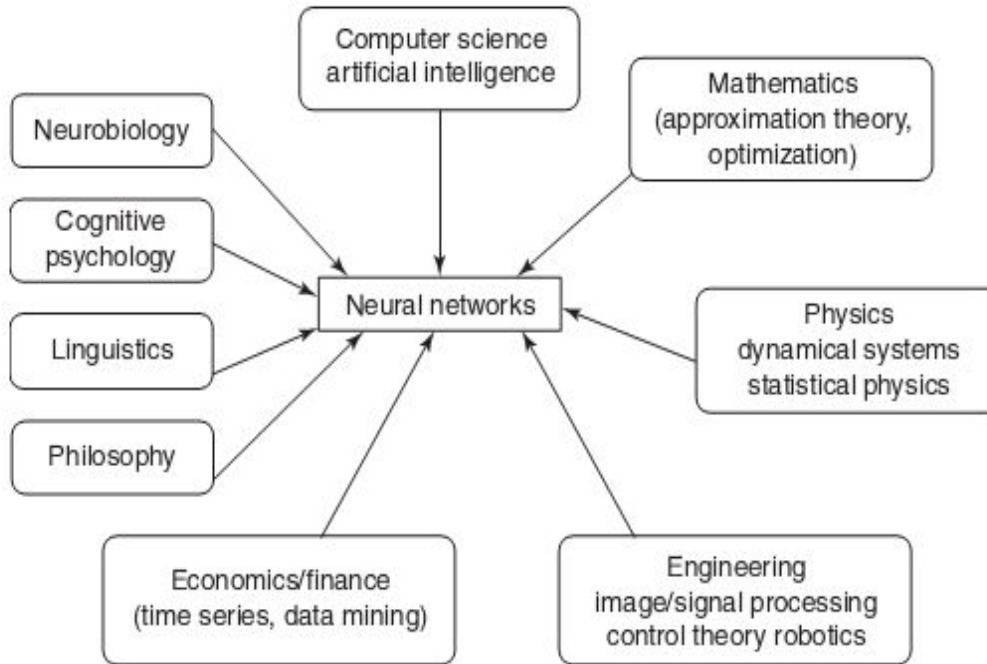 Computer science
artificial intelligence
Mathematics
(approximation theory,
optimization)
Neurobiology
Cognitive
psychology
Neural networks
Linguistics
Physics
dynamical systems
statistical physics
Philosophy
Economics/finance
(time series, data mining)
Engineering
image/signal processing
control theory robotics